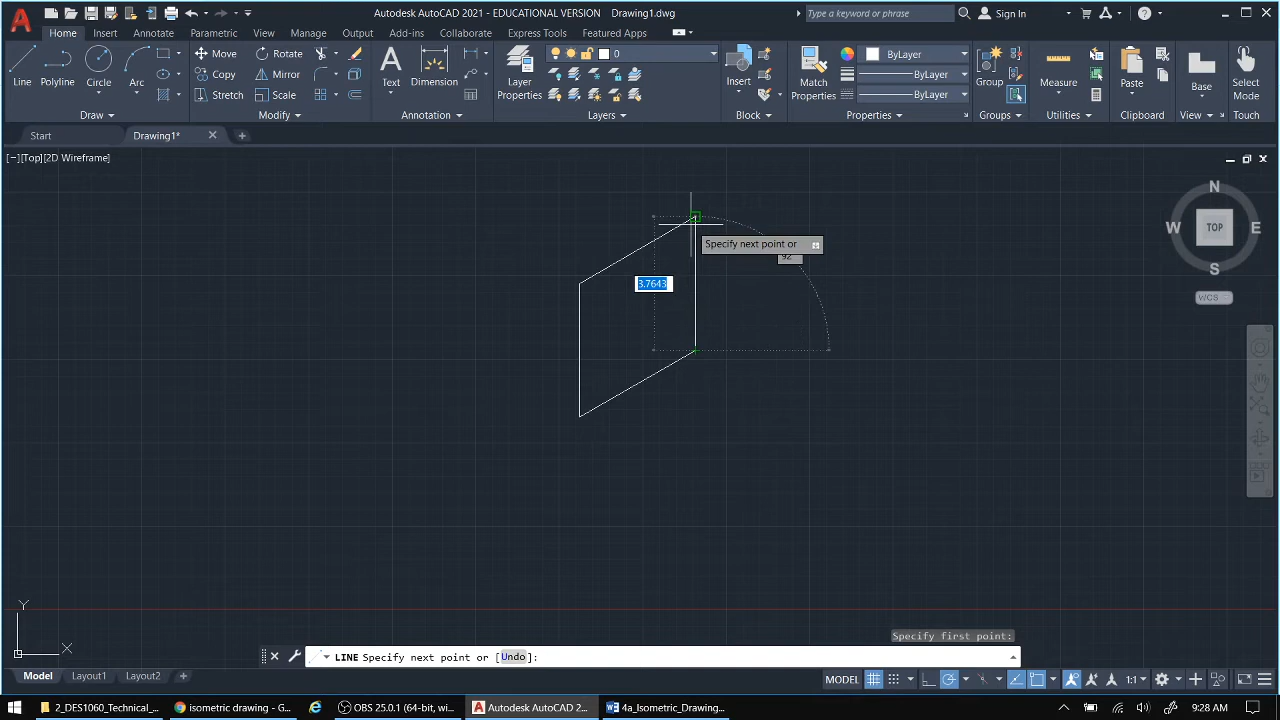 Autodesk AutoCAD 2021 - EDUCATIONAL VERSION Drawing1.dwg
Type a keyword or phrase
Sign In
Home Insert Annotate Parametric View Manage Output Add-ins Collaborate Express Tools Featured Apps
Line Polyline Circle Arc
Move Rotate
Copy Mirror
Stretch Scale
Text Dimension
Layer Properties
0
Insert
Match Properties
ByLayer
ByLayer
ByLayer
Group
Measure
Paste
Base
Select Mode
Draw Modify Annotation Layers Block Properties Groups Utilities Clipboard View Touch
Start Drawing1*
[−][Top][2D Wireframe]
N
W TOP E
S
WCS
Specify next point or
92
3.7643
Y
X
Specify first point:
LINE Specify next point or [Undo]:
Model Layout1 Layout2
MODEL 1:1
2_DES1060_Technical_... isometric drawing - G... OBS 25.0.1 (64-bit, wi... Autodesk AutoCAD 2... 4a_Isometric_Drawing... 9:28 AM